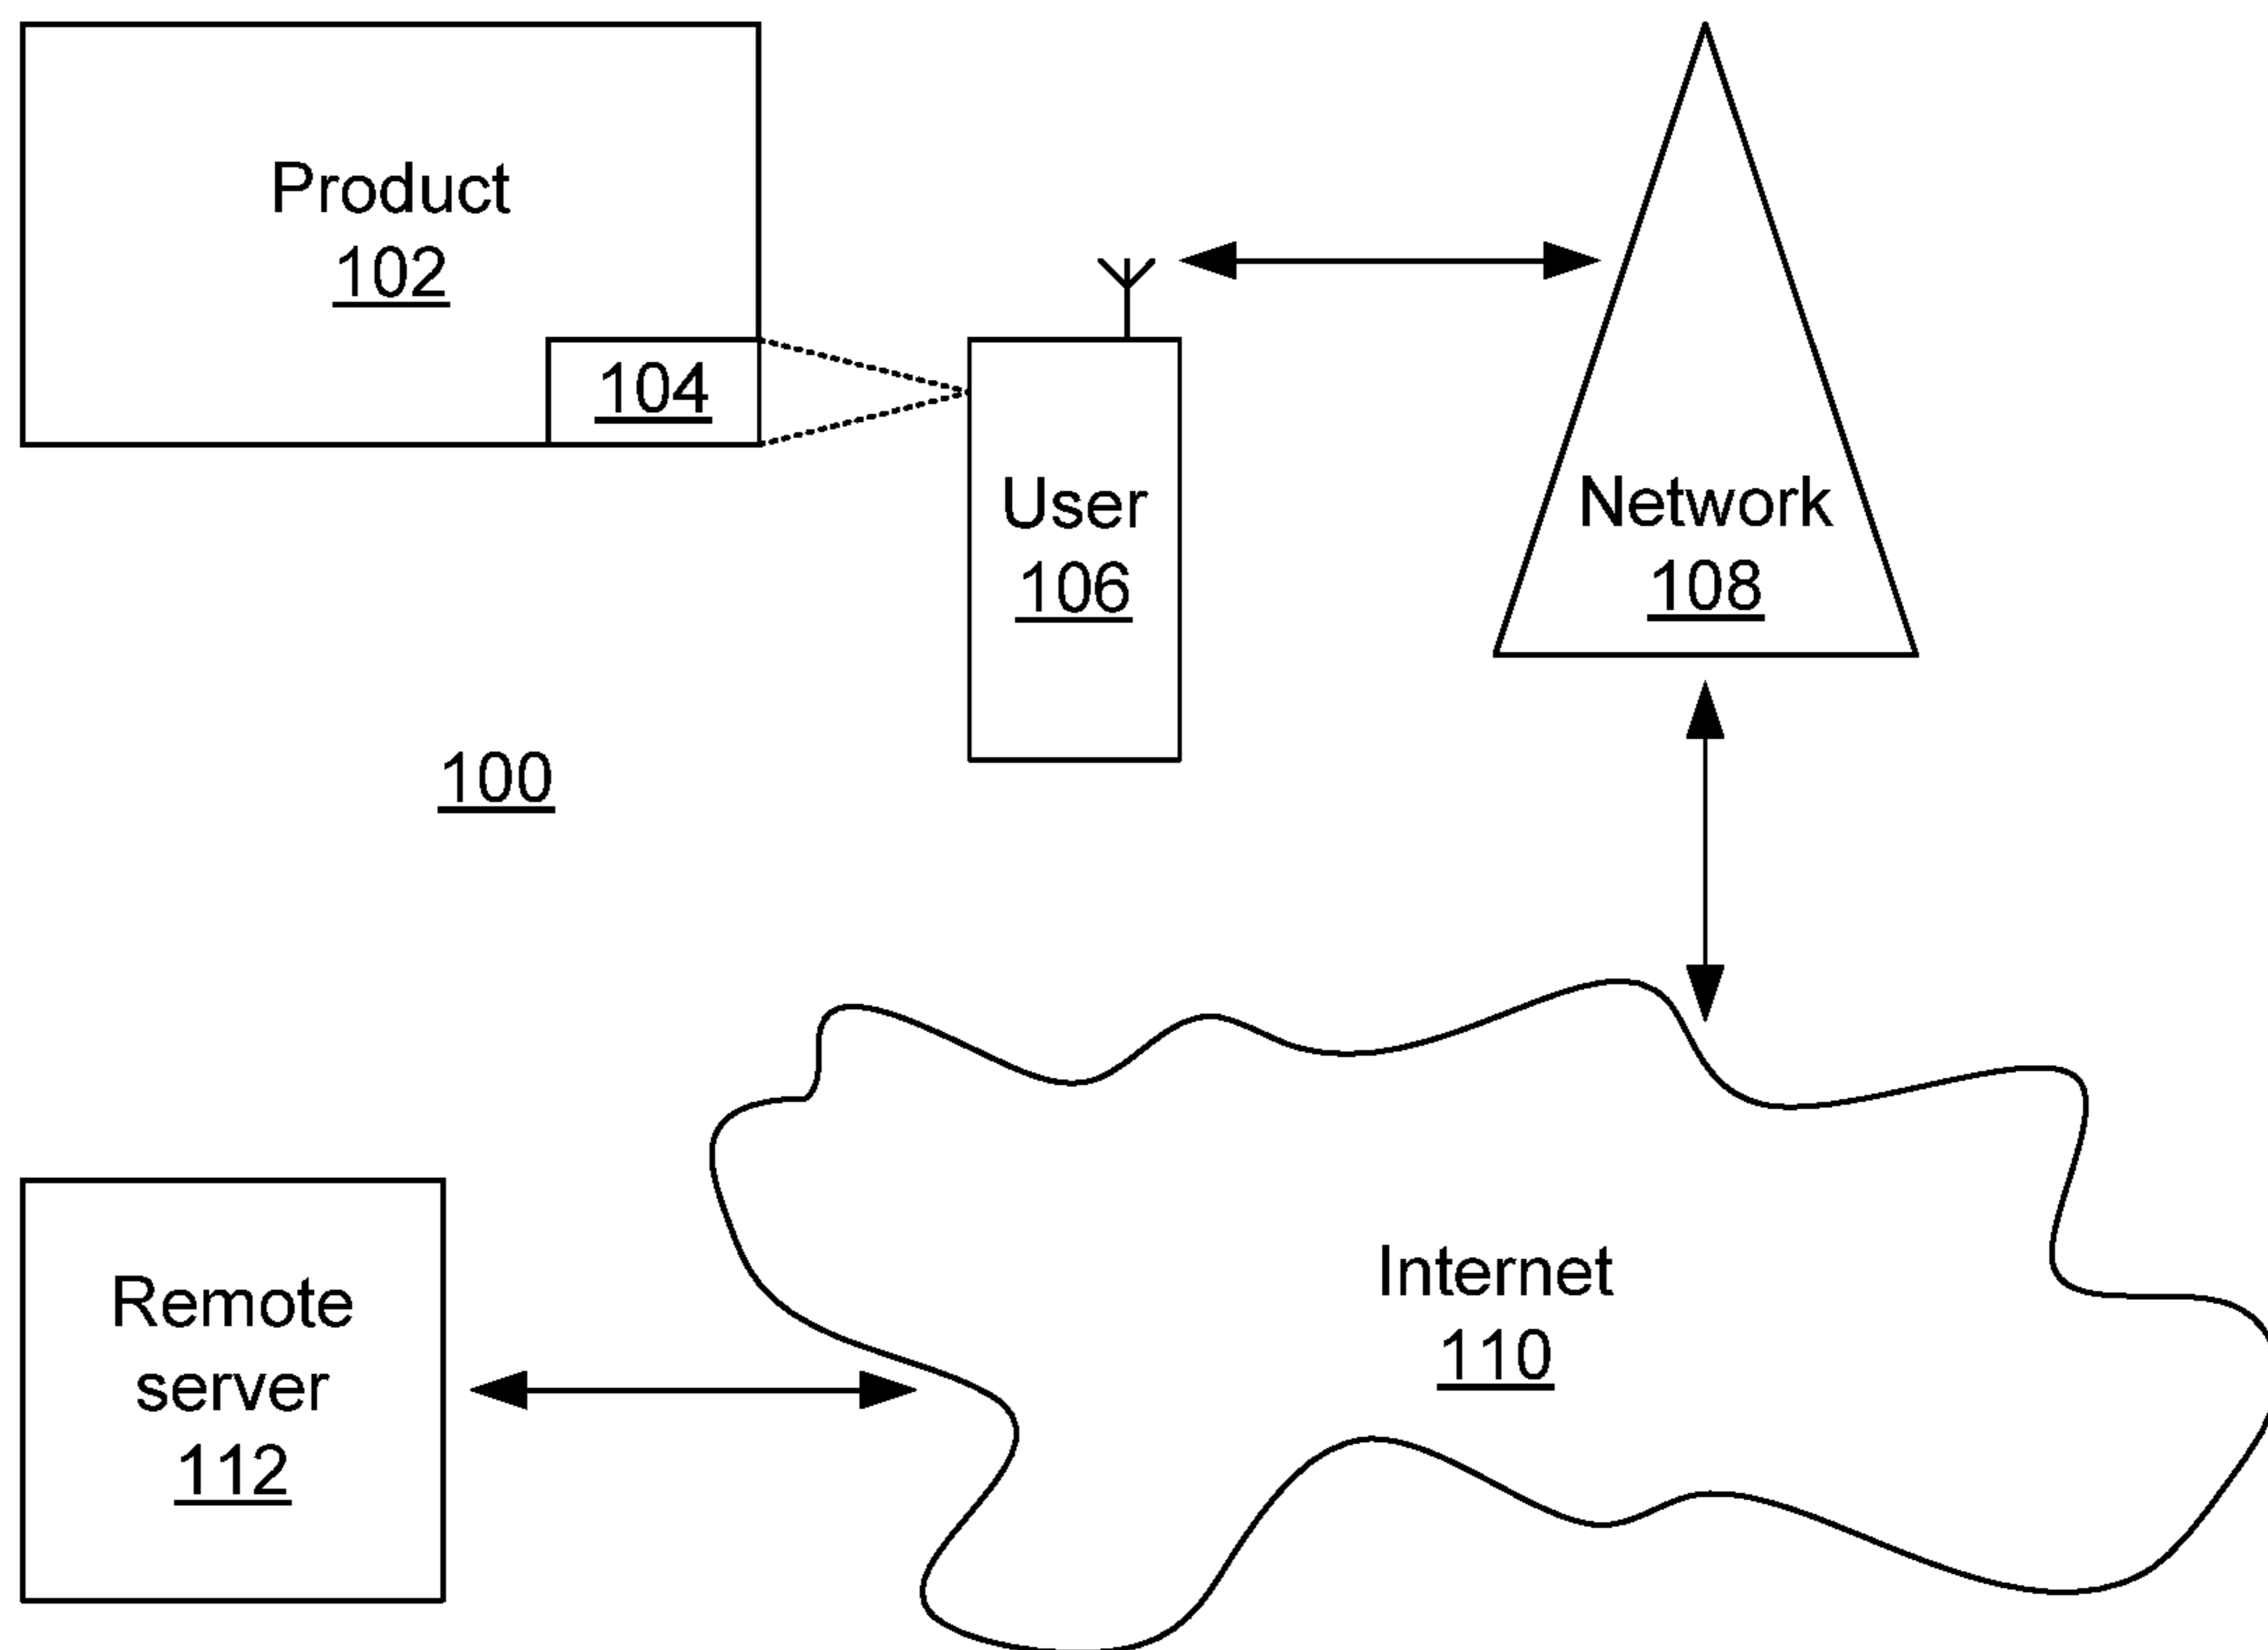 Product
102
104
User
106
Network
108
100
Internet
110
Remote
server
112